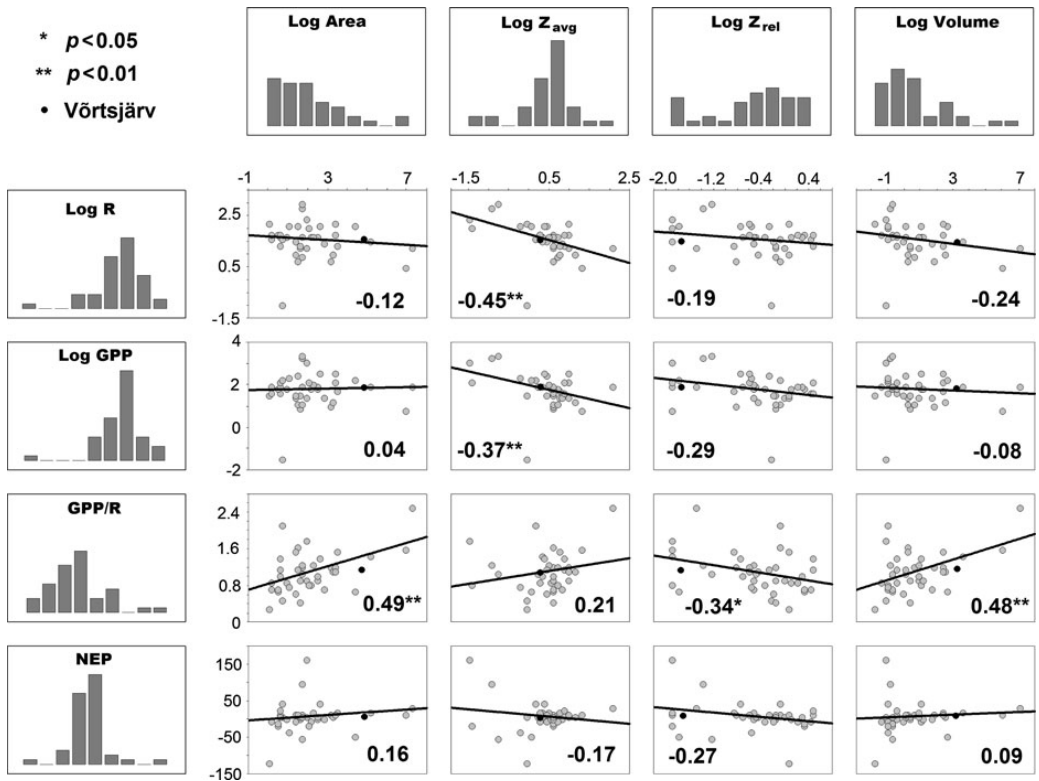 * p<0.05
** p<0.01
• Võrtsjärv
Log Area
Log Zavg
Log Zrel
Log Volume
-1 3 7
-1.5 0.5 2.5
-2.0 -1.2 -0.4 0.4
-1 3 7
Log R
2.5
0.5
-1.5
-0.12
-0.45**
-0.19
-0.24
Log GPP
4
2
0
-2
0.04
-0.37**
-0.29
-0.08
GPP/R
2.4
1.6
0.8
0
0.49**
0.21
-0.34*
0.48**
NEP
150
50
-50
-150
0.16
-0.17
-0.27
0.09